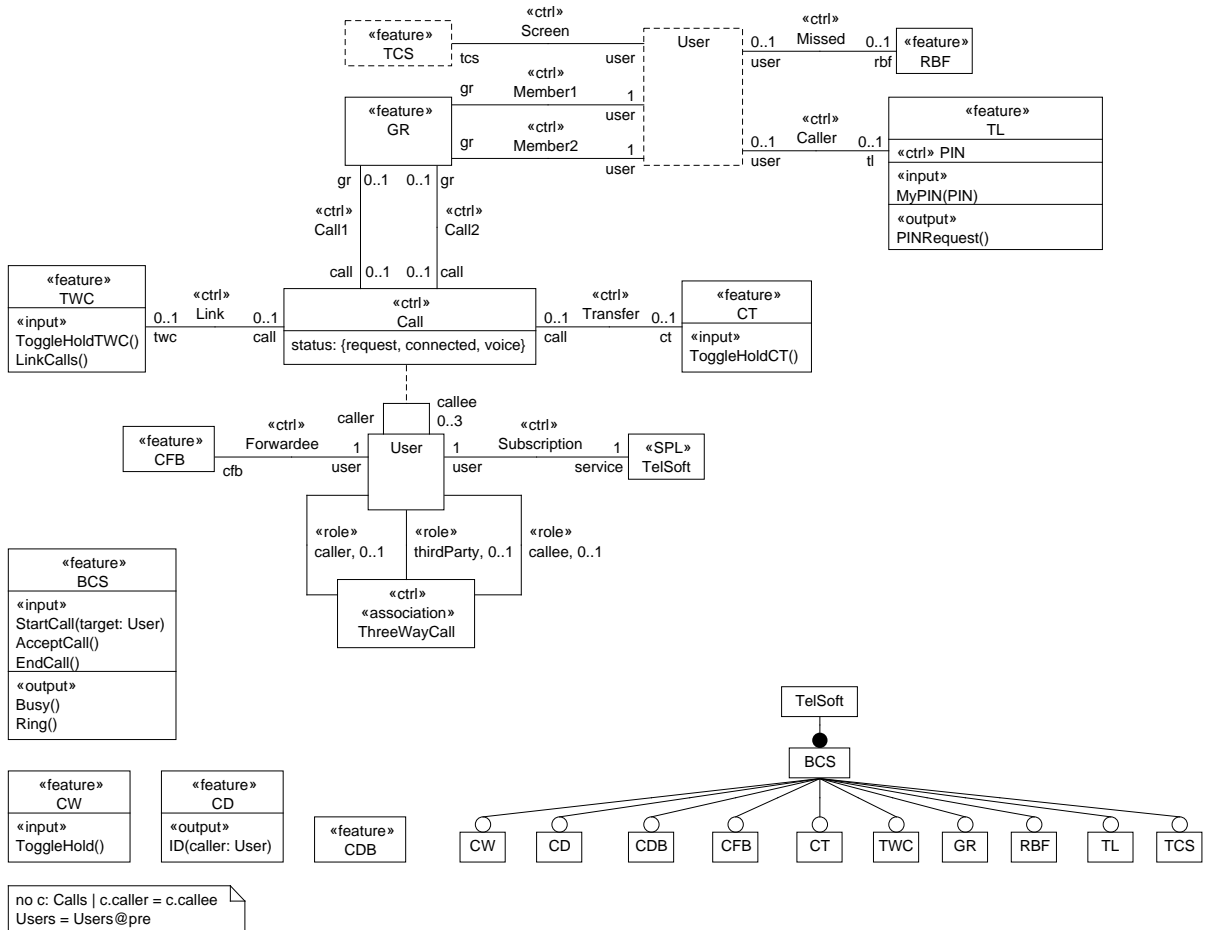 «feature»
TCS
«ctrl»
Screen
tcs
user
User
«ctrl»
Missed
0..1
0..1
user
rbf
«feature»
RBF
«feature»
GR
gr
«ctrl»
Member1
1
user
gr
«ctrl»
Member2
1
user
«ctrl»
Caller
0..1
0..1
user
tl
«feature»
TL
«ctrl» PIN
«input»
MyPIN(PIN)
«output»
PINRequest()
gr
0..1
0..1
gr
«ctrl»
Call1
«ctrl»
Call2
call
0..1
0..1
call
«feature»
TWC
«input»
ToggleHoldTWC()
LinkCalls()
«ctrl»
Link
0..1
0..1
twc
call
«ctrl»
Call
status: {request, connected, voice}
«ctrl»
Transfer
0..1
0..1
call
ct
«feature»
CT
«input»
ToggleHoldCT()
caller
callee
0..3
«feature»
CFB
«ctrl»
Forwardee
1
cfb
user
User
«ctrl»
Subscription
1
1
user
service
«SPL»
TelSoft
«role»
caller, 0..1
«role»
thirdParty, 0..1
«role»
callee, 0..1
«ctrl»
«association»
ThreeWayCall
«feature»
BCS
«input»
StartCall(target: User)
AcceptCall()
EndCall()
«output»
Busy()
Ring()
«feature»
CW
«input»
ToggleHold()
«feature»
CD
«output»
ID(caller: User)
«feature»
CDB
TelSoft
BCS
CW
CD
CDB
CFB
CT
TWC
GR
RBF
TL
TCS
no c: Calls | c.caller = c.callee
Users = Users@pre